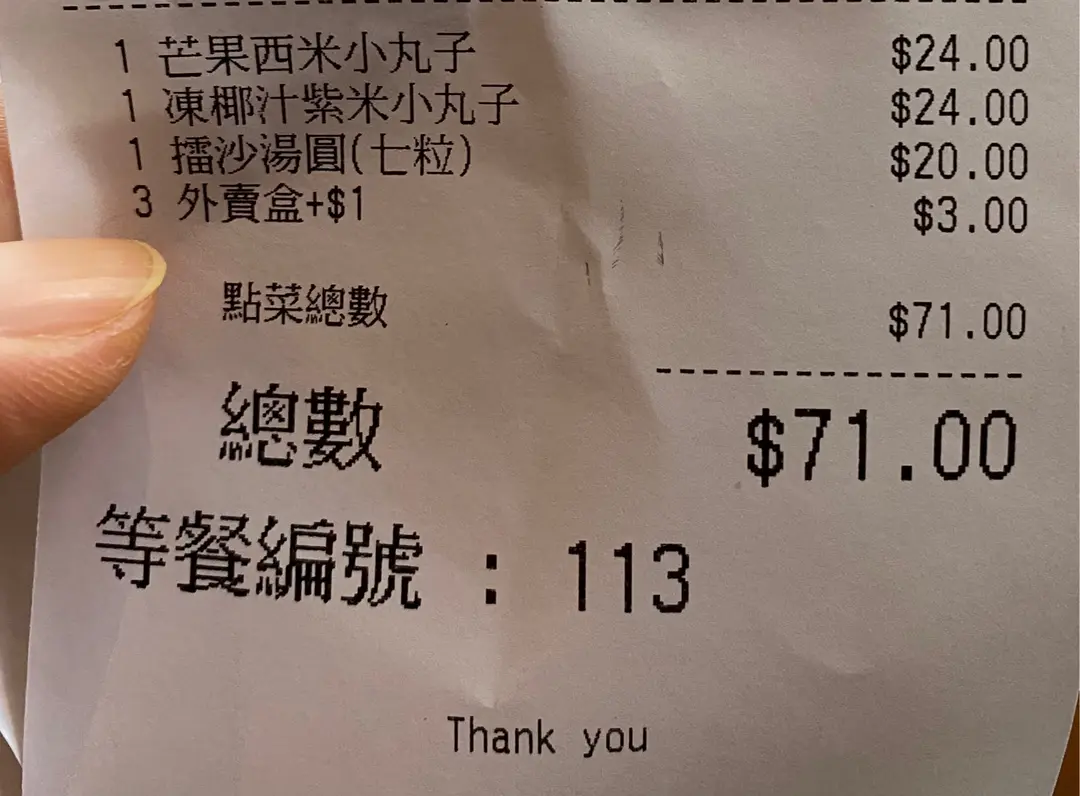 1 芒果西米小丸子 $24.00
1 凍椰汁紫米小丸子 $24.00
1 擂沙湯圓(七粒) $20.00
3 外賣盒+$1 $3.00
點菜總數 $71.00
總數 $71.00
等餐編號 : 113
Thank you